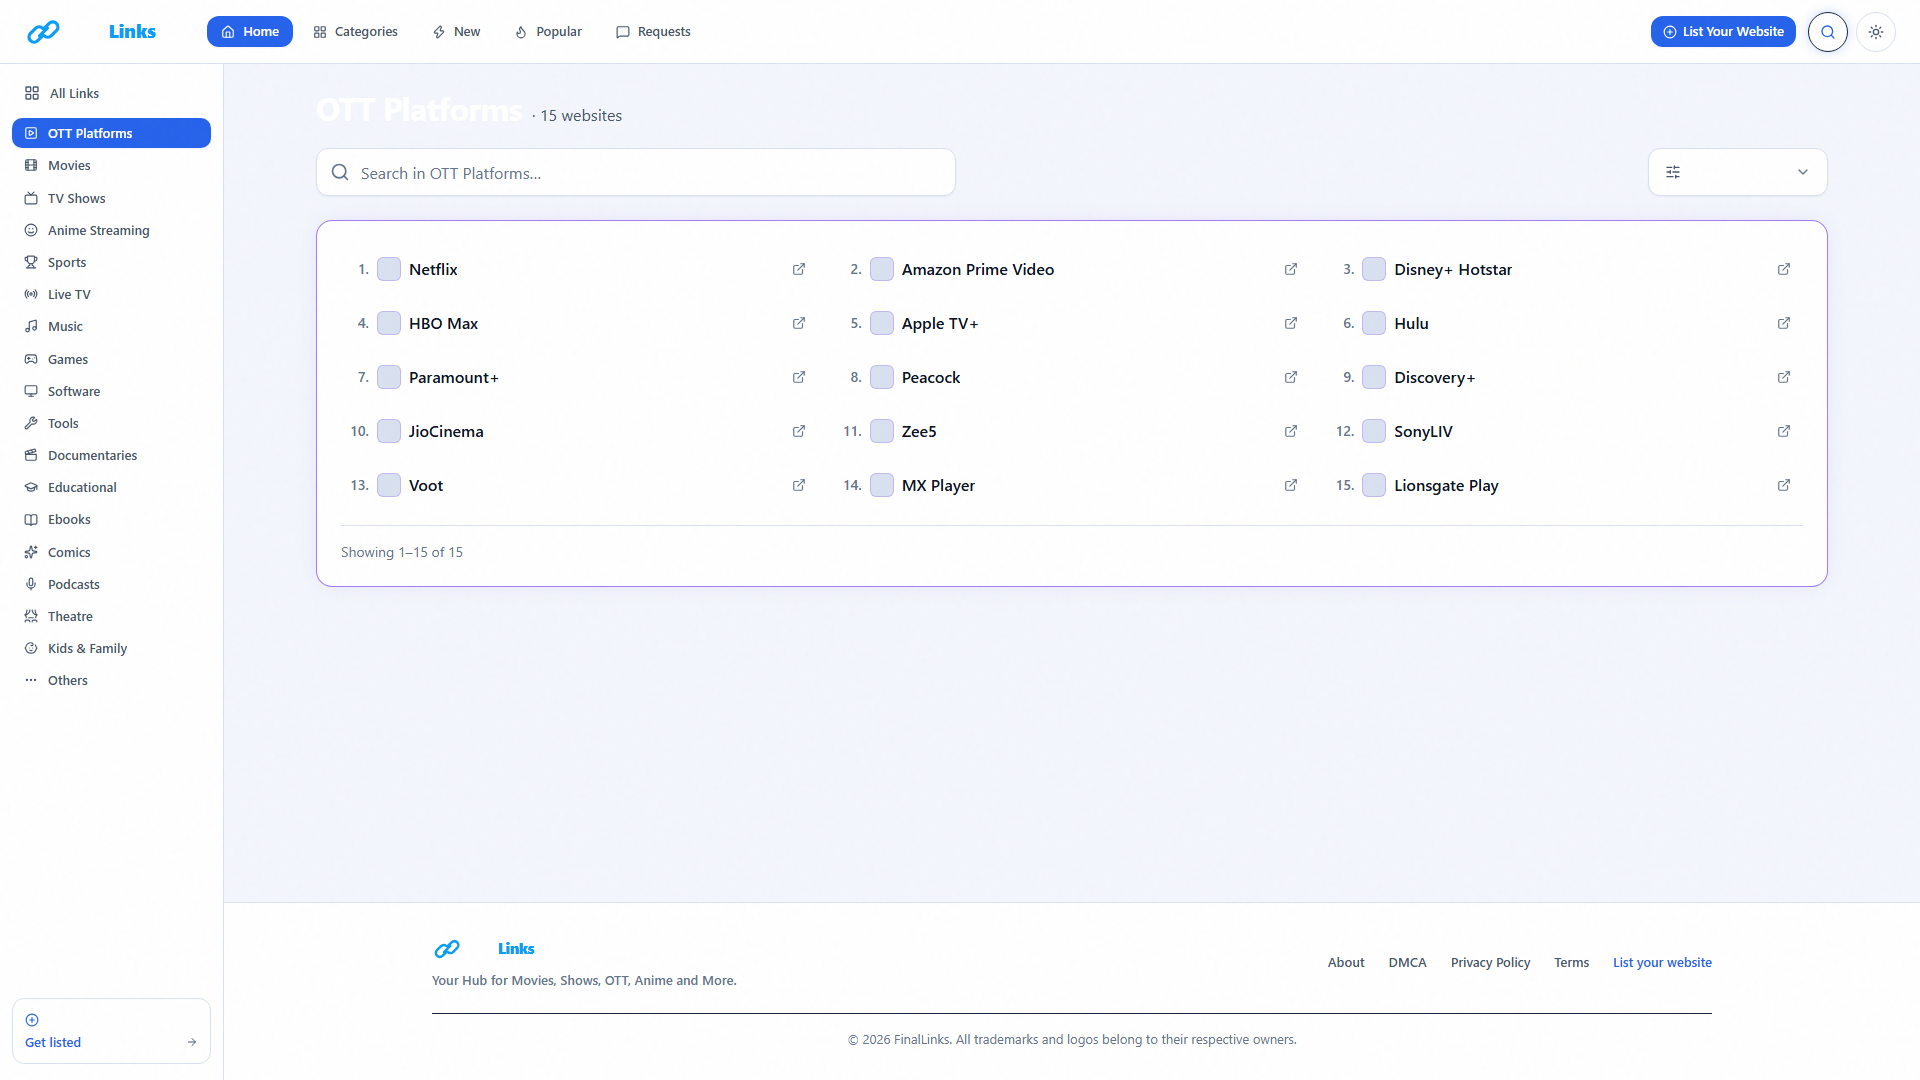 Links
Home
Categories
New
Popular
Requests
List Your Website
All Links
OTT Platforms
Movies
TV Shows
Anime Streaming
Sports
Live TV
Music
Games
Software
Tools
Documentaries
Educational
Ebooks
Comics
Podcasts
Theatre
Kids & Family
Others
Get listed
OTT Platforms · 15 websites
Search in OTT Platforms...
1. Netflix
2. Amazon Prime Video
3. Disney+ Hotstar
4. HBO Max
5. Apple TV+
6. Hulu
7. Paramount+
8. Peacock
9. Discovery+
10. JioCinema
11. Zee5
12. SonyLIV
13. Voot
14. MX Player
15. Lionsgate Play
Showing 1–15 of 15
Links
Your Hub for Movies, Shows, OTT, Anime and More.
About
DMCA
Privacy Policy
Terms
List your website
© 2026 FinalLinks. All trademarks and logos belong to their respective owners.